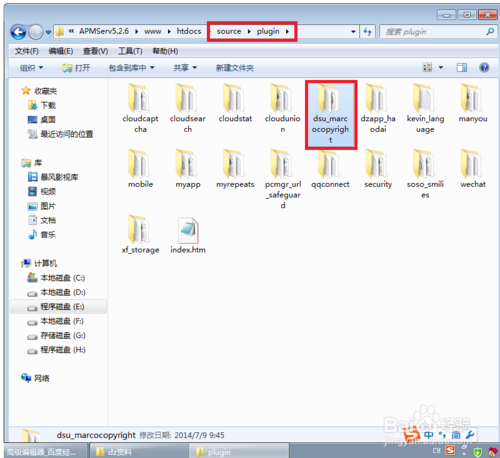 « APMServ5.2.6 ▸ www ▸ htdocs ▸ source ▸ plugin ▸
搜索 plugin
文件(F) 编辑(E) 查看(V) 工具(T) 帮助(H)
组织 打开 包含到库中 共享 新建文件夹
收藏夹
下载
桌面
最近访问的位置
库
暴风影视库
视频
图片
文档
音乐
计算机
本地磁盘 (C:)
本地磁盘 (D:)
程序磁盘 (E:)
本地磁盘 (F:)
存储磁盘 (G:)
程序磁盘 (H:)
网络
cloudcaptcha
cloudsearch
cloudstat
cloudunion
dsu_marcocopyright
dzapp_haodai
kevin_language
manyou
mobile
myapp
myrepeats
pcmgr_url_safeguard
qqconnect
security
soso_smilies
wechat
xf_storage
index.htm
Baidu 经验
jingyan.baidu.com
中
简
dsu_marcocopyright 修改日期: 2014/7/9 9:45
高级编辑器_百度经...
dz资料
plugin
CH